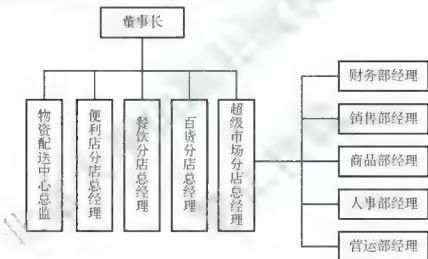 董事长
物资配送中心总监
便利店分店总经理
餐饮分店总经理
百货分店总经理
超级市场分店总经理
财务部经理
销售部经理
商品部经理
人事部经理
营运部经理